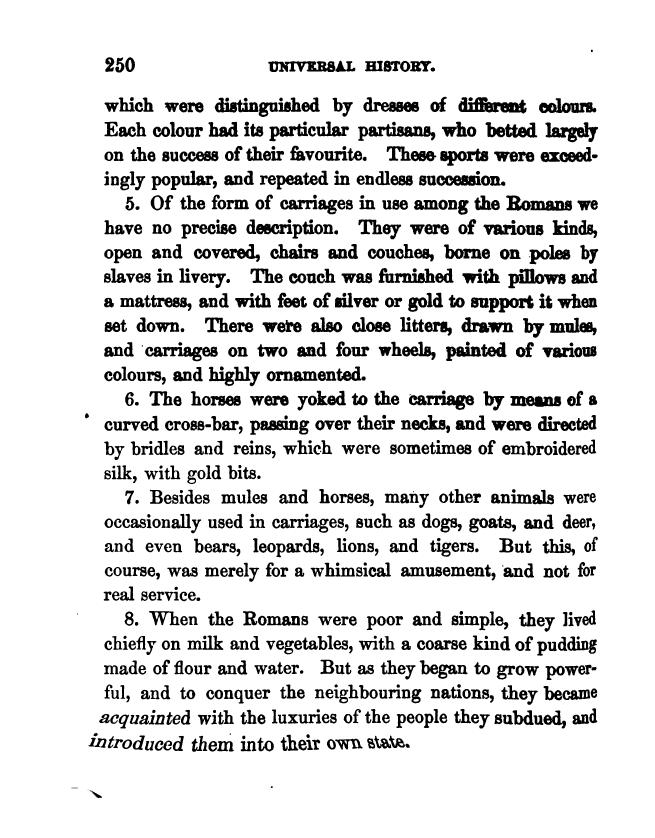 250 UNIVERSAL HISTORY.
which were distinguished by dresses of different colours.
Each colour had its particular partisans, who betted largely
on the success of their favourite. These sports were exceed-
ingly popular, and repeated in endless succession.
5. Of the form of carriages in use among the Romans we
have no precise description. They were of various kinds,
open and covered, chairs and couches, borne on poles by
slaves in livery. The couch was furnished with pillows and
a mattress, and with feet of silver or gold to support it when
set down. There were also close litters, drawn by mules,
and carriages on two and four wheels, painted of various
colours, and highly ornamented.
6. The horses were yoked to the carriage by means of a
curved cross-bar, passing over their necks, and were directed
by bridles and reins, which were sometimes of embroidered
silk, with gold bits.
7. Besides mules and horses, many other animals were
occasionally used in carriages, such as dogs, goats, and deer,
and even bears, leopards, lions, and tigers. But this, of
course, was merely for a whimsical amusement, and not for
real service.
8. When the Romans were poor and simple, they lived
chiefly on milk and vegetables, with a coarse kind of pudding
made of flour and water. But as they began to grow power-
ful, and to conquer the neighbouring nations, they became
acquainted with the luxuries of the people they subdued, and
introduced them into their own state.